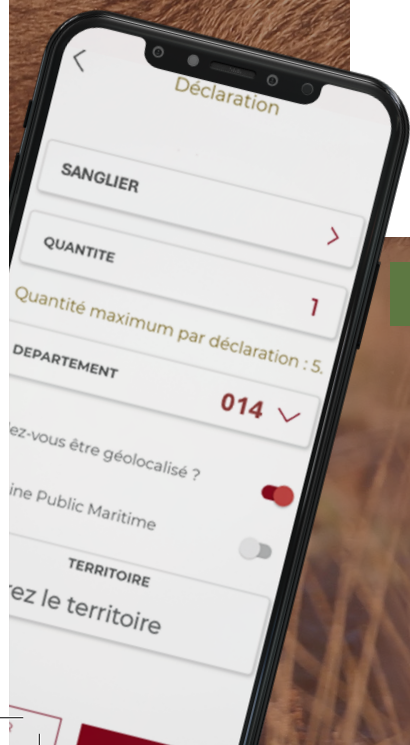 Déclaration
SANGLIER
QUANTITE
1
Quantité maximum par déclaration : 5.
DEPARTEMENT
014
ez-vous être géolocalisé ?
ine Public Maritime
TERRITOIRE
ez le territoire